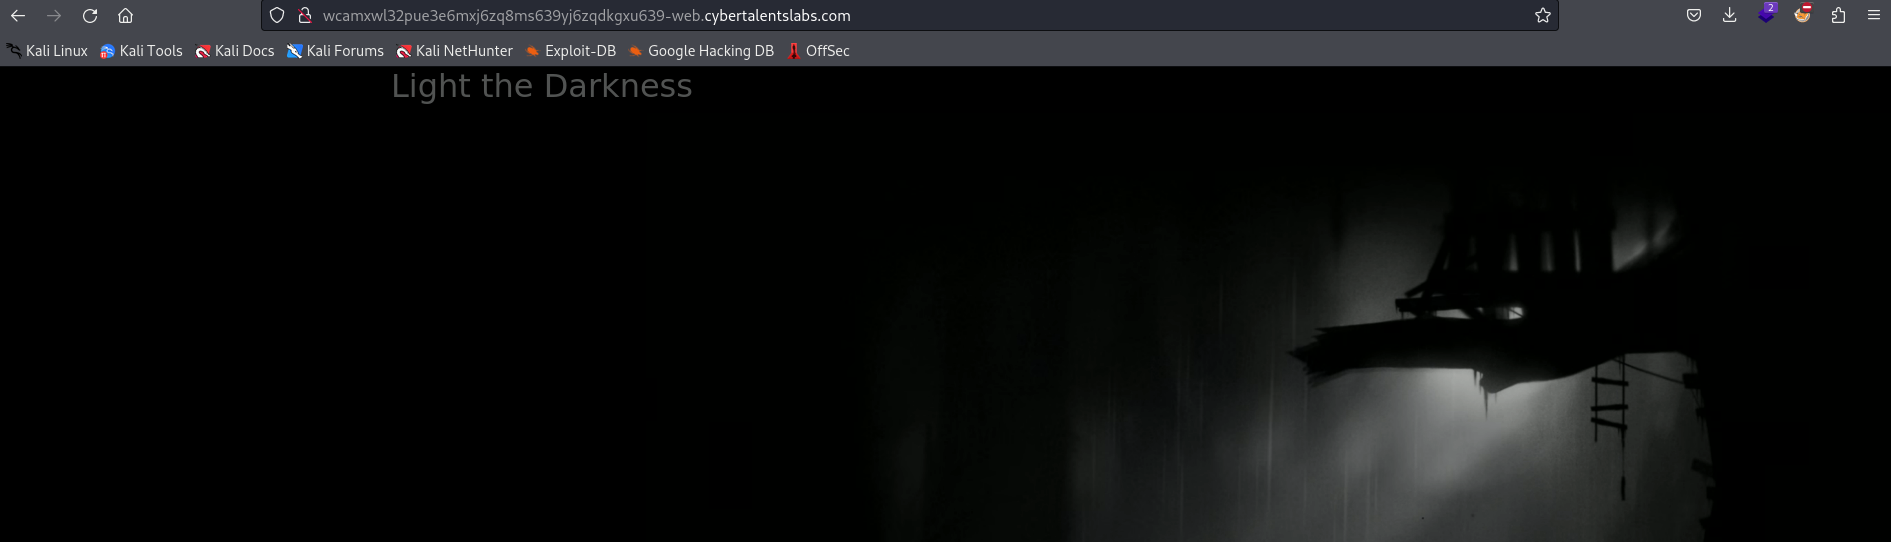 wcamxwl32pue3e6mxj6zq8ms639yj6zqdkgxu639-web.cybertalentslabs.com
2
Kali Linux Kali Tools Kali Docs Kali Forums Kali NetHunter Exploit-DB Google Hacking DB OffSec
Light the Darkness